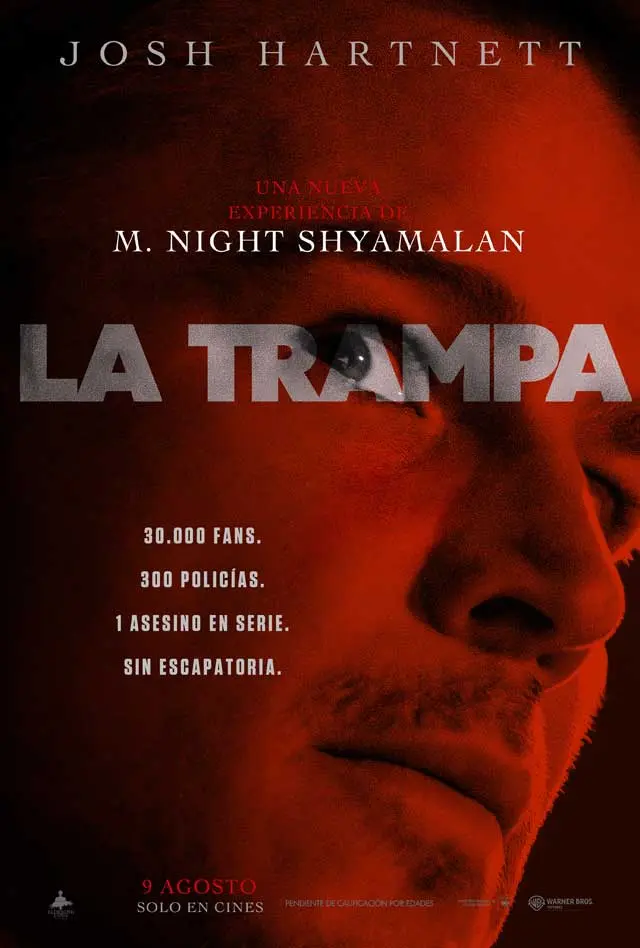 JOSH HARTNETT
UNA NUEVA
EXPERIENCIA DE
M. NIGHT SHYAMALAN
LA TRAMPA
30.000 FANS.
300 POLICÍAS.
1 ASESINO EN SERIE.
SIN ESCAPATORIA.
9 AGOSTO
SOLO EN CINES
PENDIENTE DE CALIFICACIÓN POR EDADES
WARNER BROS.